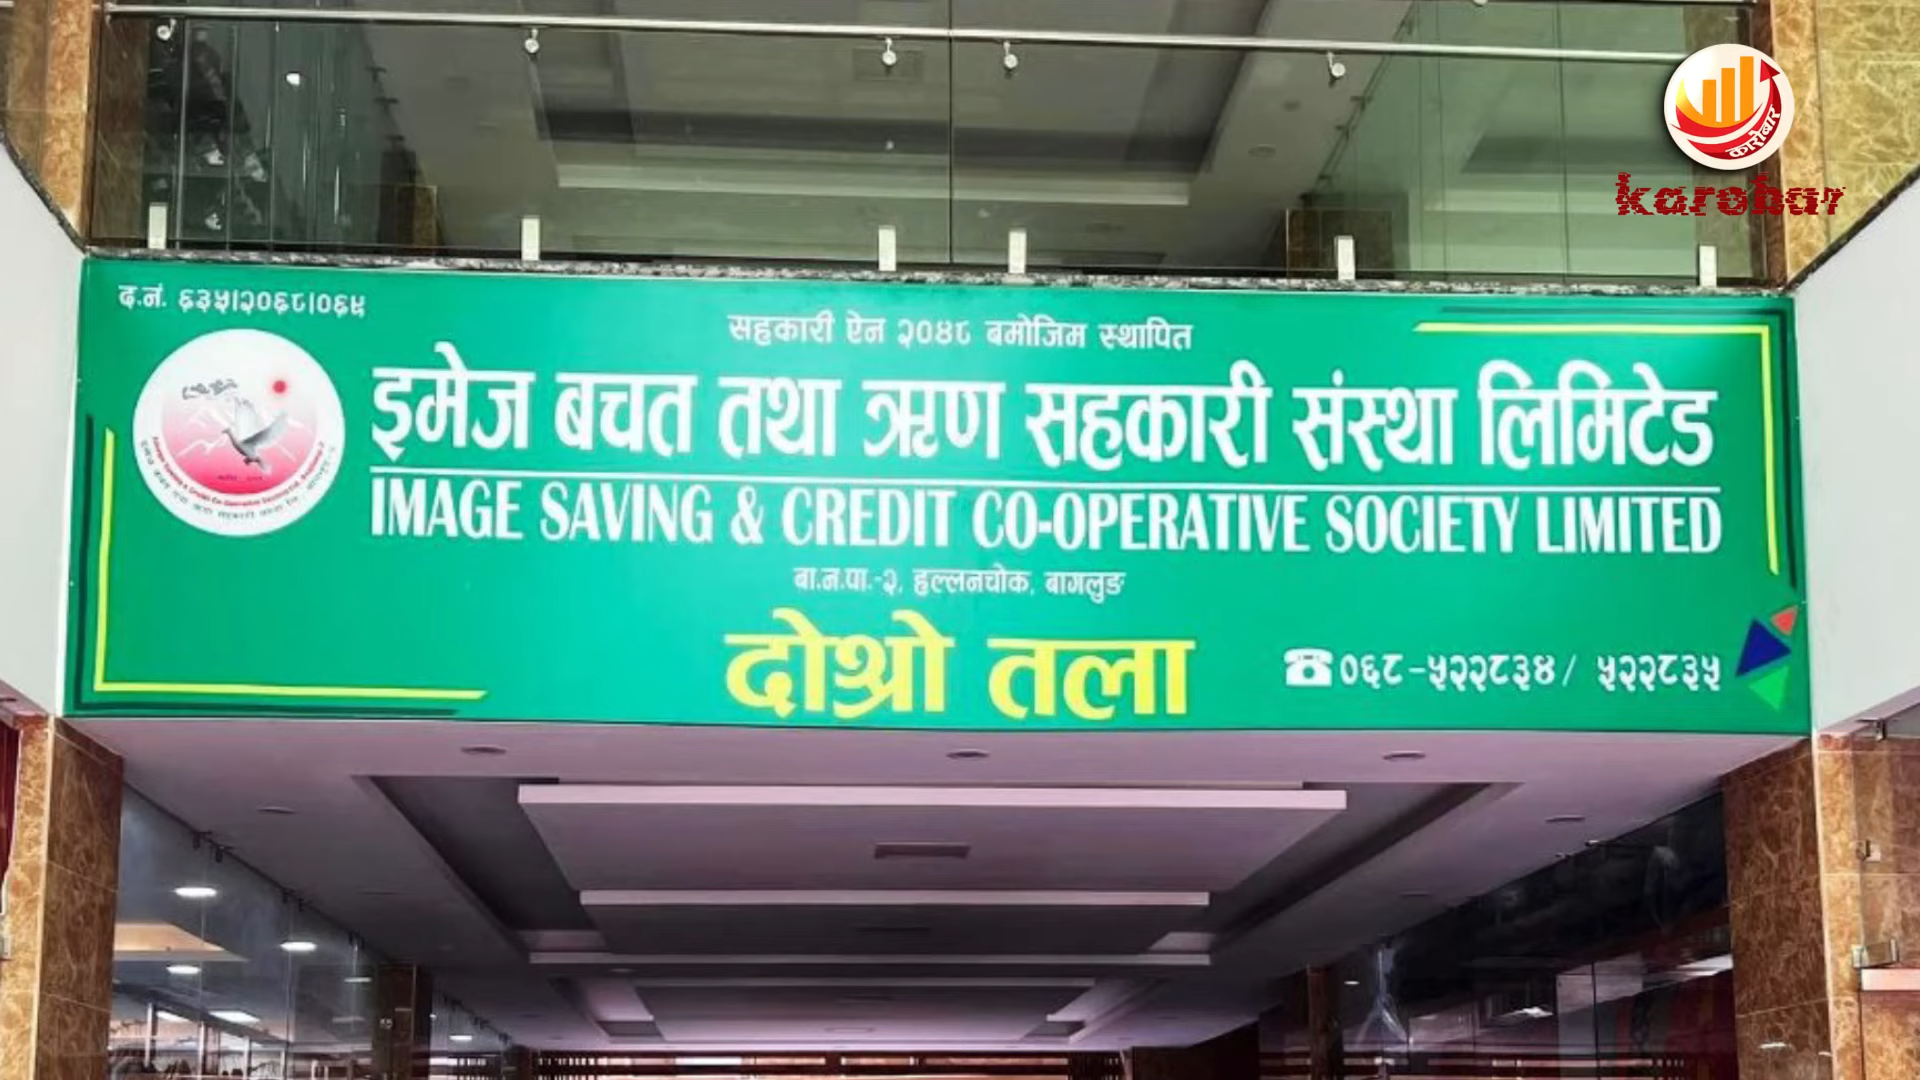 कारोबार
karobar
द.नं. ६३५।२०६८।०६९
सहकारी ऐन २०४८ बमोजिम स्थापित
इमेज बचत तथा ऋण सहकारी संस्था लिमिटेड
IMAGE SAVING & CREDIT CO-OPERATIVE SOCIETY LIMITED
बा.न.पा.-२, हल्लनचोक, बागलुङ
दोश्रो तला
०६८-५२२८३४/ ५२२८३५